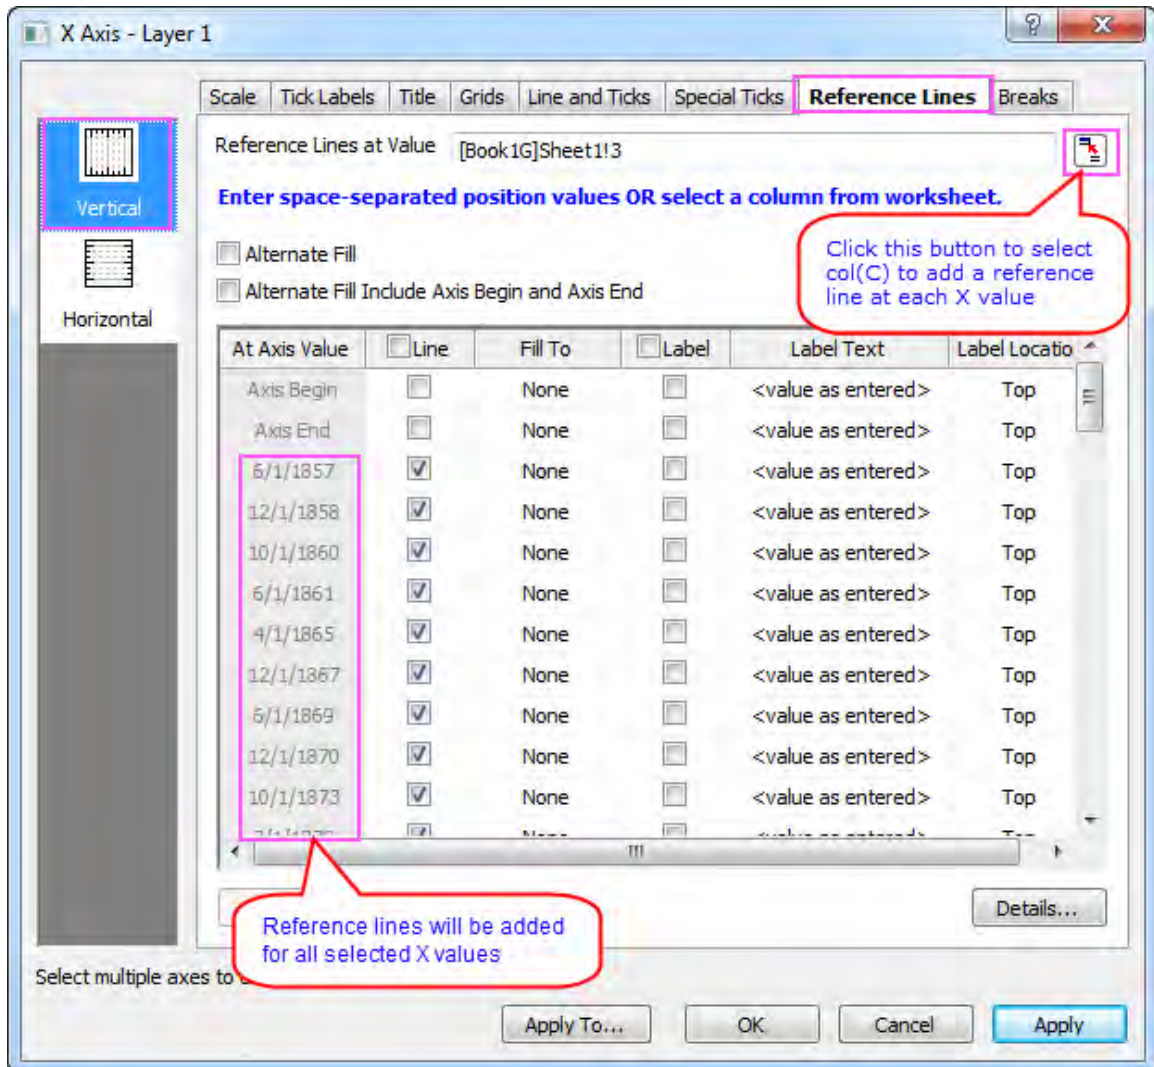 X Axis - Layer 1
Scale Tick Labels Title Grids Line and Ticks Special Ticks Reference Lines Breaks
Vertical
Horizontal
Reference Lines at Value [Book1G]Sheet1!3
Enter space-separated position values OR select a column from worksheet.
Alternate Fill
Alternate Fill Include Axis Begin and Axis End
Click this button to select
col(C) to add a reference
line at each X value
At Axis Value Line Fill To Label Label Text Label Locatio
Axis Begin None <value as entered> Top
Axis End None <value as entered> Top
6/1/1857 None <value as entered> Top
12/1/1858 None <value as entered> Top
10/1/1860 None <value as entered> Top
6/1/1861 None <value as entered> Top
4/1/1865 None <value as entered> Top
12/1/1867 None <value as entered> Top
6/1/1869 None <value as entered> Top
12/1/1870 None <value as entered> Top
10/1/1873 None <value as entered> Top
Reference lines will be added
for all selected X values
Details...
Select multiple axes to
Apply To... OK Cancel Apply